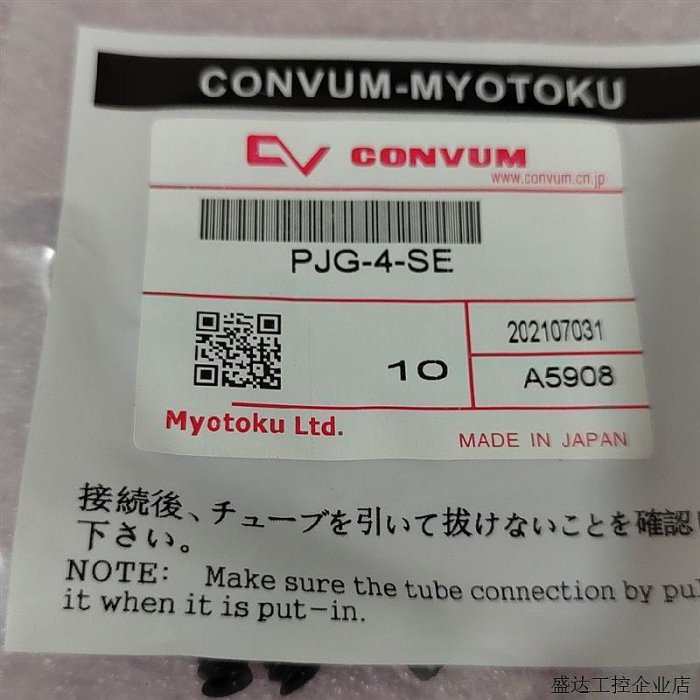 CONVUM-MYOTOKU
CV CONVUM
www.convum.cn.jp
PJG-4-SE
10
202107031
A5908
Myotoku Ltd.
MADE IN JAPAN
接続後、チューブを引いて抜けないことを確認し
下さい。
NOTE: Make sure the tube connection by pul
it when it is put-in.
盛达工控企业店